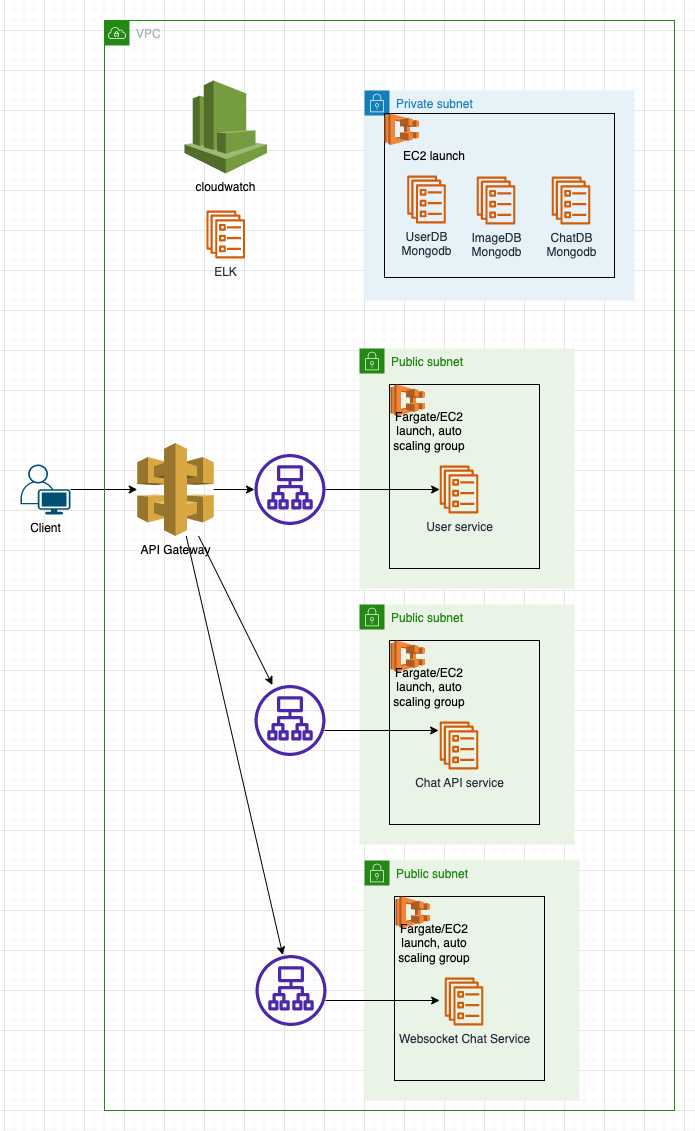 VPC
cloudwatch
ELK
Private subnet
EC2 launch
UserDB
Mongodb
ImageDB
Mongodb
ChatDB
Mongodb
Client
API Gateway
Public subnet
Fargate/EC2
launch, auto
scaling group
User service
Public subnet
Fargate/EC2
launch, auto
scaling group
Chat API service
Public subnet
Fargate/EC2
launch, auto
scaling group
Websocket Chat Service